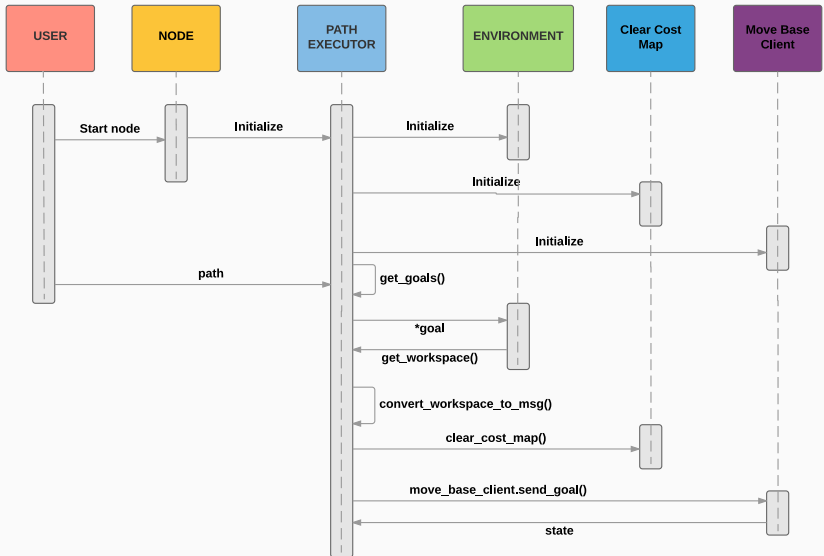 USER
NODE
PATH
EXECUTOR
ENVIRONMENT
Clear Cost
Map
Move Base
Client
Start node
Initialize
Initialize
Initialize
Initialize
path
get_goals()
*goal
get_workspace()
convert_workspace_to_msg()
clear_cost_map()
move_base_client.send_goal()
state